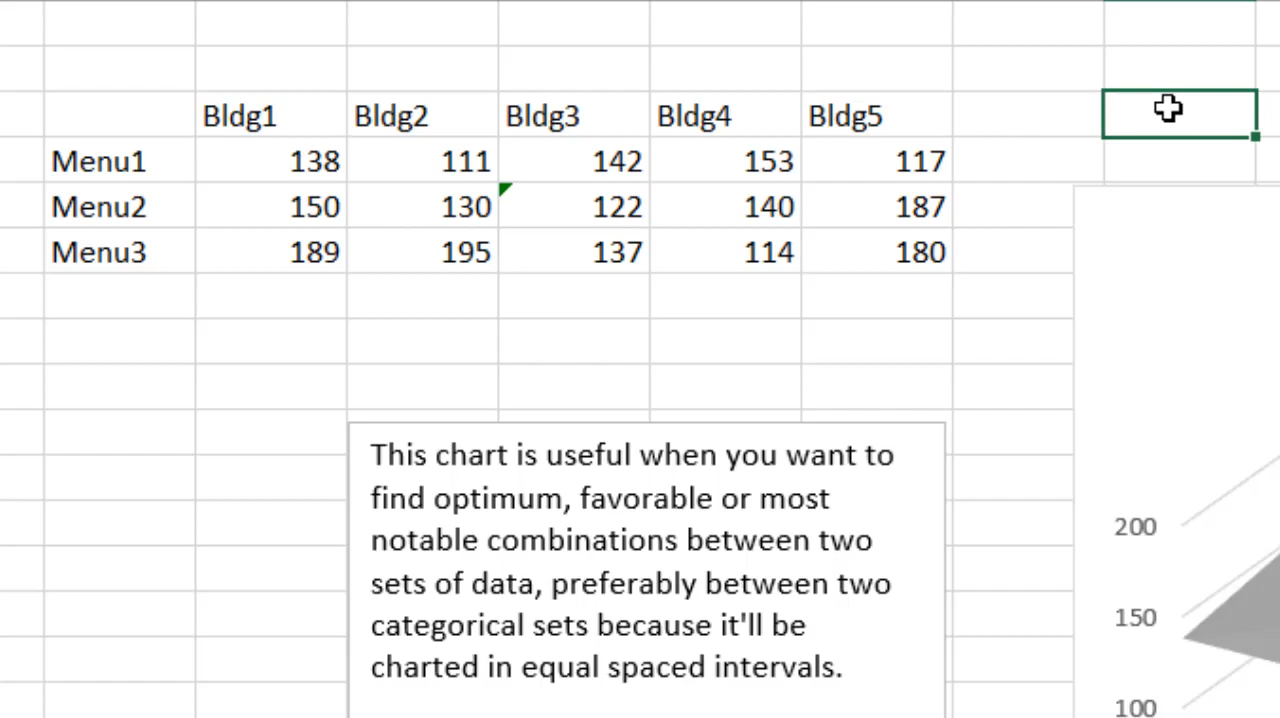 Bldg1 Bldg2 Bldg3 Bldg4 Bldg5
Menu1 138 111 142 153 117
Menu2 150 130 122 140 187
Menu3 189 195 137 114 180
This chart is useful when you want to
find optimum, favorable or most
notable combinations between two
sets of data, preferably between two
categorical sets because it'll be
charted in equal spaced intervals.
200
150
100